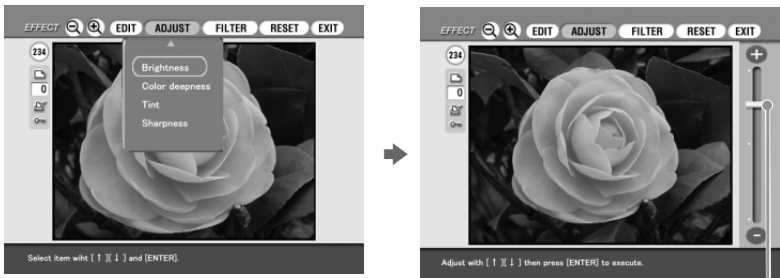 EFFECT EDIT ADJUST FILTER RESET EXIT
234
Brightness
Color deepness
Tint
Sharpness
0
Select item wiht [ ↑ ][ ↓ ] and [ENTER].
EFFECT EDIT ADJUST FILTER RESET EXIT
234
0
Adjust with [ ↑ ][ ↓ ] then press [ENTER] to execute.